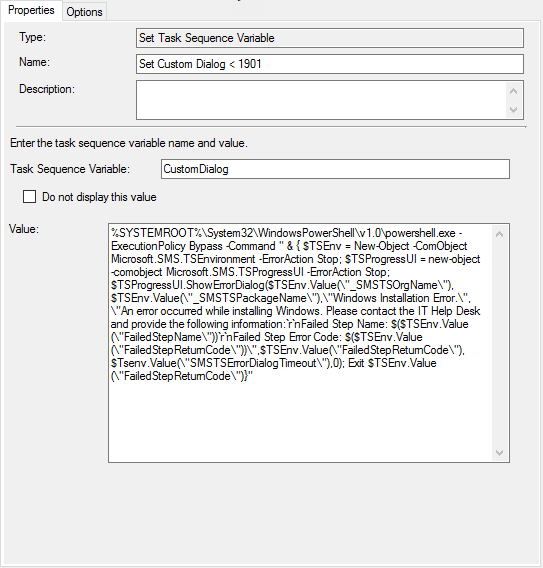 Properties
Options
Type:
Set Task Sequence Variable
Name:
Set Custom Dialog < 1901
Description:
Enter the task sequence variable name and value.
Task Sequence Variable:
CustomDialog
Do not display this value
Value:
%SYSTEMROOT%\System32\WindowsPowerShell\v1.0\powershell.exe -
ExecutionPolicy Bypass -Command " & { $TSEnv = New-Object -ComObject
Microsoft.SMS.TSEnvironment -ErrorAction Stop; $TSProgressUI = new-object
-comobject Microsoft.SMS.TSProgressUI -ErrorAction Stop;
$TSProgressUI.ShowErrorDialog($TSEnv.Value(\"_SMSTSOrgName\"),
$TSEnv.Value(\"_SMSTSPackageName\"),\"Windows Installation Error:\",
\"An error occurred while installing Windows. Please contact the IT Help Desk
and provide the following information:`r`nFailed Step Name: $($TSEnv.Value
(\"FailedStepName\"))`r`nFailed Step Error Code: $($TSEnv.Value
(\"FailedStepReturnCode\"))\",$TSEnv.Value(\"FailedStepReturnCode\"),
$Tsenv.Value(\"SMSTSErrorDialogTimeout\"),0); Exit $TSEnv.Value
(\"FailedStepReturnCode\")}"